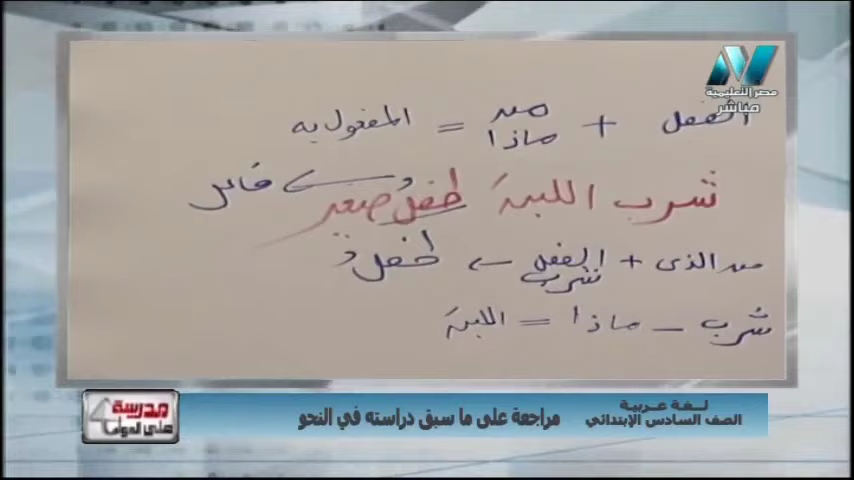 مصر التعليمية
مباشر
الفعل + من ماذا = المفعول به
شرب اللبنَ طفلٌ صغير ← فاعل
من الذى + الفعل ← طفلٌ
شرب
شرب – ماذا = اللبنَ
لغة عربية
الصف السادس الإبتدائي
مراجعة على ما سبق دراسته في النحو
مدرسة
على الهواء